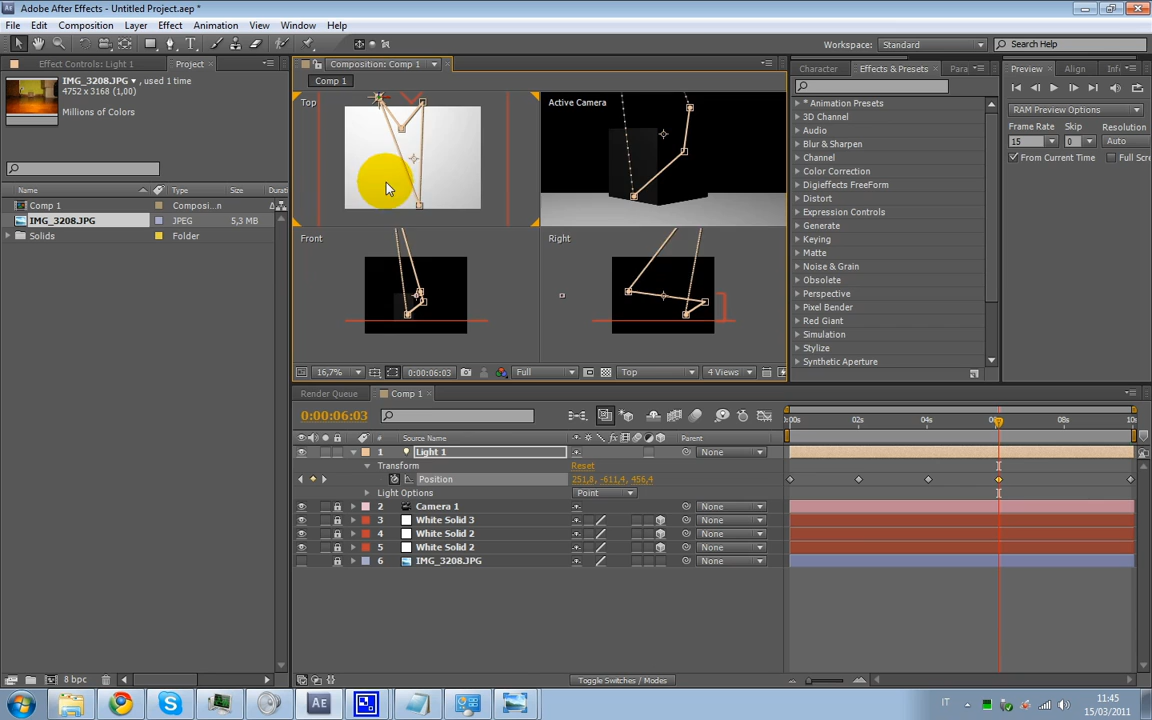 Adobe After Effects - Untitled Project.aep *
File Edit Composition Layer Effect Animation View Window Help
Workspace: Standard Search Help
Effect Controls: Light 1 Project Composition: Comp 1 Character Effects & Presets Para Preview Align Inf
IMG_3208.JPG ▾, used 1 time
4752 x 3168 (1,00)
Millions of Colors
Comp 1
Top
Active Camera
Front
Right
* Animation Presets
3D Channel
Audio
Blur & Sharpen
Channel
Color Correction
Digieffects FreeForm
Distort
Expression Controls
Generate
Keying
Matte
Noise & Grain
Obsolete
Perspective
Pixel Bender
Red Giant
Simulation
Stylize
Synthetic Aperture
RAM Preview Options
Frame Rate Skip Resolution
15 0 Auto
From Current Time Full Scre
Name Type Size Durati
Comp 1 Composi...n
IMG_3208.JPG JPEG 5,3 MB
Solids Folder
16,7% 0:00:06:03 Full Top 4 Views
Render Queue Comp 1
0:00:06:03
:00s 02s 04s 06s 08s 10s
# Source Name Parent
1 Light 1 None
Transform Reset
Position 251,8, -611,4, 456,4
Light Options Point
2 Camera 1 None
3 White Solid 3 None
4 White Solid 2 None
5 White Solid 2 None
6 IMG_3208.JPG None
8 bpc
Toggle Switches / Modes
IT 11:45
15/03/2011